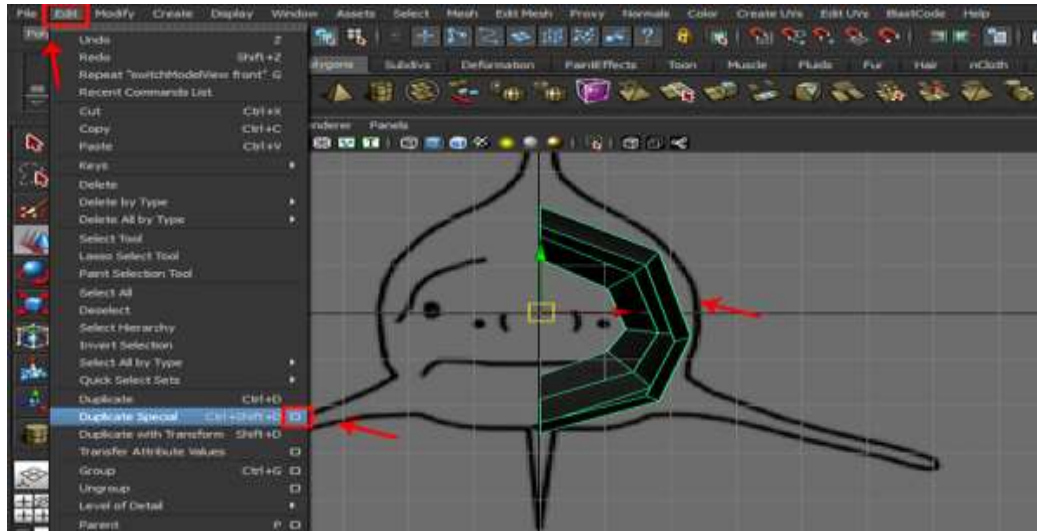 File Edit Modify Create Display Window Assets Select Mesh Edit Mesh Proxy Normals Color Create UVs Edit UVs BlastCode Help
Subdivs Deformation PaintEffects Toon Muscle Fluids Fur Hair nCloth
Panels
Undo Z
Redo Shift+Z
Repeat "switchModelView front" G
Recent Commands List
Cut Ctrl+X
Copy Ctrl+C
Paste Ctrl+V
Keys
Delete
Delete by Type
Delete All by Type
Select Tool
Lasso Select Tool
Paint Selection Tool
Select All
Deselect
Select Hierarchy
Invert Selection
Select All by Type
Quick Select Sets
Duplicate Ctrl+D
Duplicate Special Ctrl+Shift+D
Duplicate with Transform Shift+D
Transfer Attribute Values
Group Ctrl+G
Ungroup
Level of Detail
Parent P